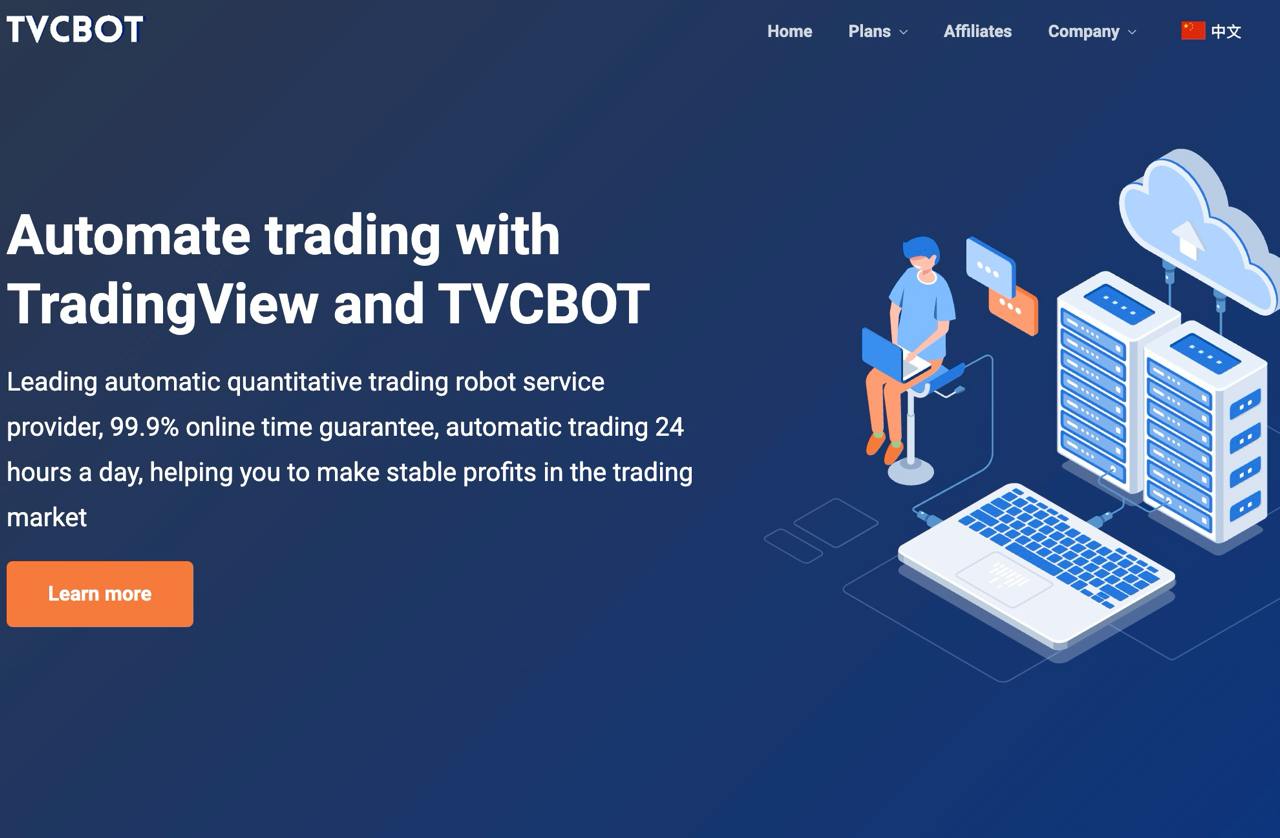 TVCBOT
Home
Plans
Affiliates
Company
中文
Automate trading with
TradingView and TVCBOT
Leading automatic quantitative trading robot service
provider, 99.9% online time guarantee, automatic trading 24
hours a day, helping you to make stable profits in the trading
market
Learn more